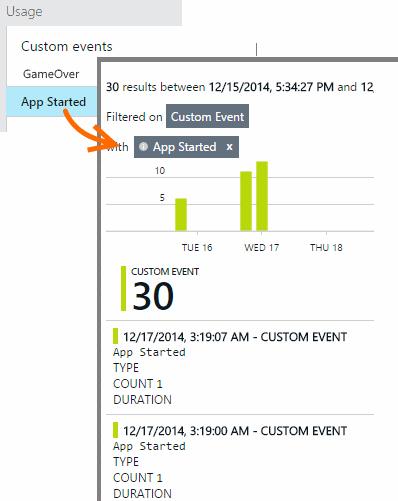 Usage
Custom events
GameOver
App Started
30 results between 12/15/2014, 5:34:27 PM and 12,
Filtered on Custom Event
with App Started x
10
5
TUE 16 WED 17 THU 18
CUSTOM EVENT
30
12/17/2014, 3:19:07 AM - CUSTOM EVENT
App Started
TYPE
COUNT 1
DURATION
12/17/2014, 3:19:00 AM - CUSTOM EVENT
App Started
TYPE
COUNT 1
DURATION